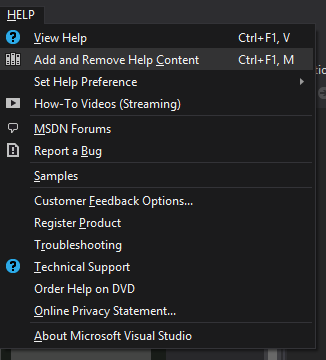 HELP
View Help Ctrl+F1, V
Add and Remove Help Content Ctrl+F1, M
Set Help Preference
How-To Videos (Streaming)
MSDN Forums
Report a Bug
Samples
Customer Feedback Options...
Register Product
Troubleshooting
Technical Support
Order Help on DVD
Online Privacy Statement...
About Microsoft Visual Studio